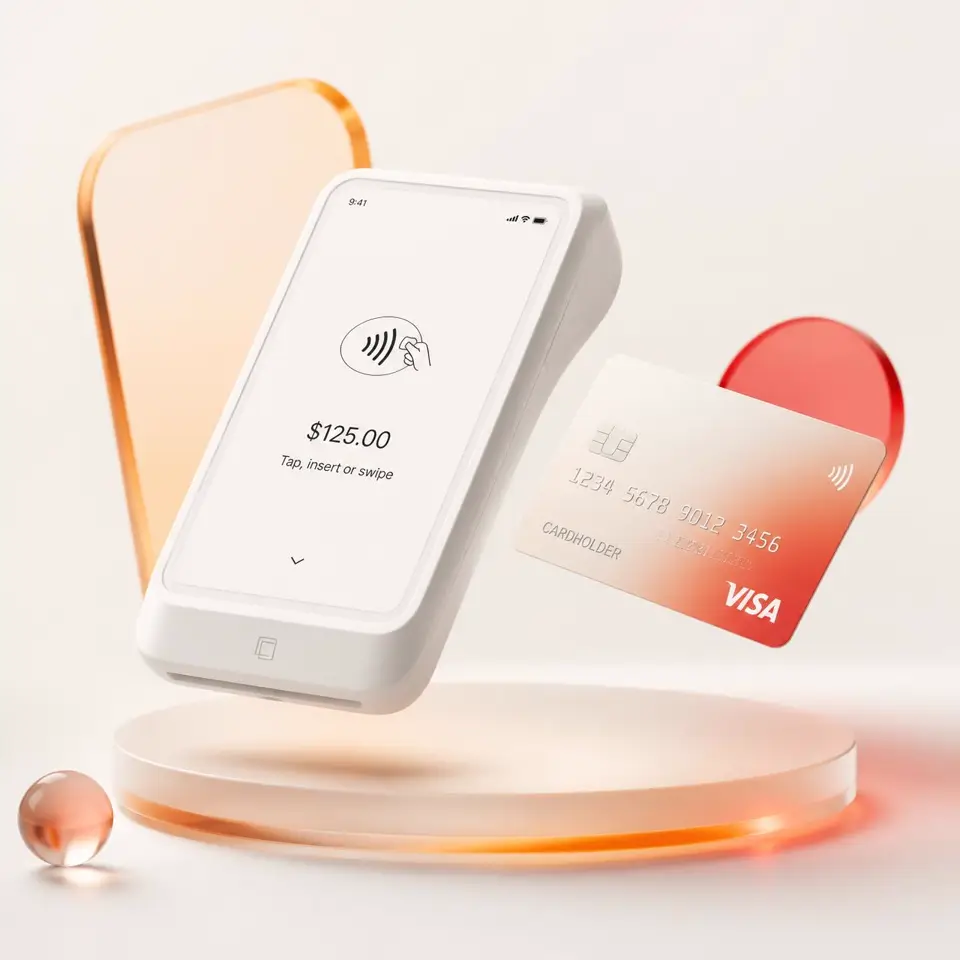 9:41
$125.00
Tap, insert or swipe
1234 5678 9012 3456
CARDHOLDER
VISA